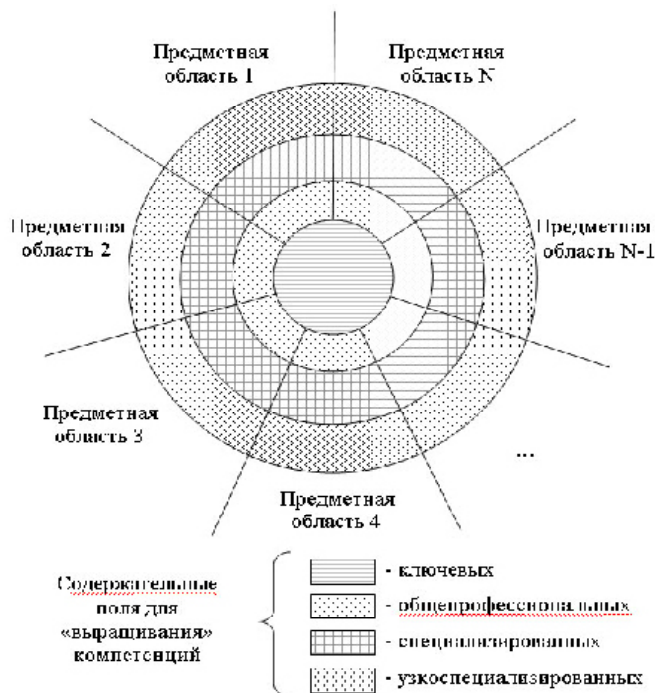 Предметная
область 1
Предметная
область N
Предметная
область 2
Предметная
область N-1
Предметная
область 3
...
Предметная
область 4
Содержательные
поля для
«выращивания»
компетенций
- ключевых
- общепрофессиональных
- специализированных
- узкоспециализированных